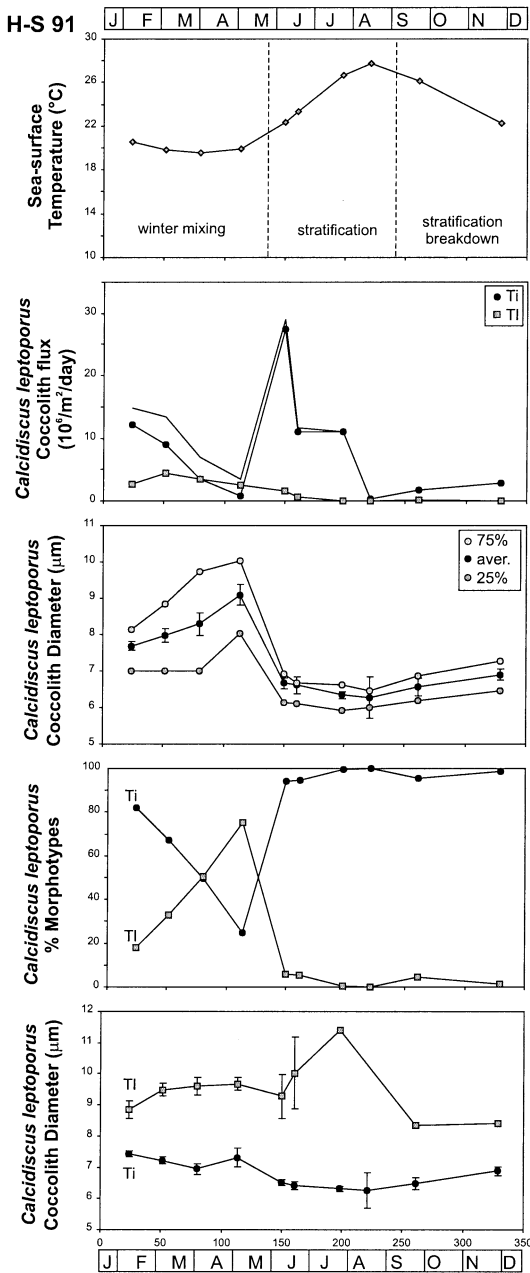 H-S 91
J F M A M J J A S O N D
Sea-surface
Temperature (°C)
30
26
22
18
14
10
winter mixing
stratification
stratification
breakdown
Calcidiscus leptoporus
Coccolith flux
(10⁶/m²/day)
30
20
10
0
Ti
Tl
Calcidiscus leptoporus
Coccolith Diameter (µm)
11
10
9
8
7
6
5
75%
aver.
25%
Calcidiscus leptoporus
% Morphotypes
100
80
60
40
20
0
Ti
Tl
Calcidiscus leptoporus
Coccolith Diameter (µm)
12
11
10
9
8
7
6
5
Tl
Ti
0 50 100 150 200 250 300 350
J F M A M J J A S O N D